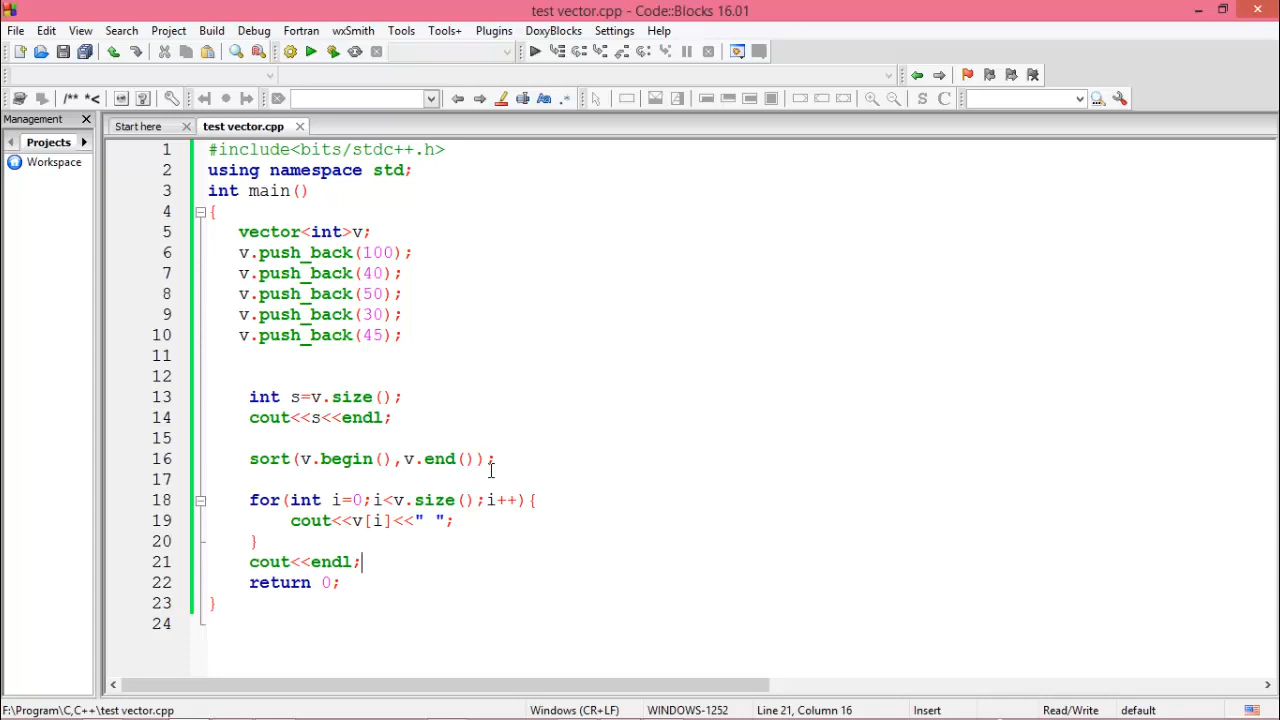 test vector.cpp - Code::Blocks 16.01
File Edit View Search Project Build Debug Fortran wxSmith Tools Tools+ Plugins DoxyBlocks Settings Help
/** *< S C
Management
Start here test vector.cpp
Projects
Workspace
1 #include<bits/stdc++.h>
2 using namespace std;
3 int main()
4 {
5 vector<int>v;
6 v.push_back(100);
7 v.push_back(40);
8 v.push_back(50);
9 v.push_back(30);
10 v.push_back(45);
11
12
13 int s=v.size();
14 cout<<s<<endl;
15
16 sort(v.begin(),v.end());
17
18 for(int i=0;i<v.size();i++){
19 cout<<v[i]<<" ";
20 }
21 cout<<endl;
22 return 0;
23 }
24
F:\Program\C,C++\test vector.cpp Windows (CR+LF) WINDOWS-1252 Line 21, Column 16 Insert Read/Write default